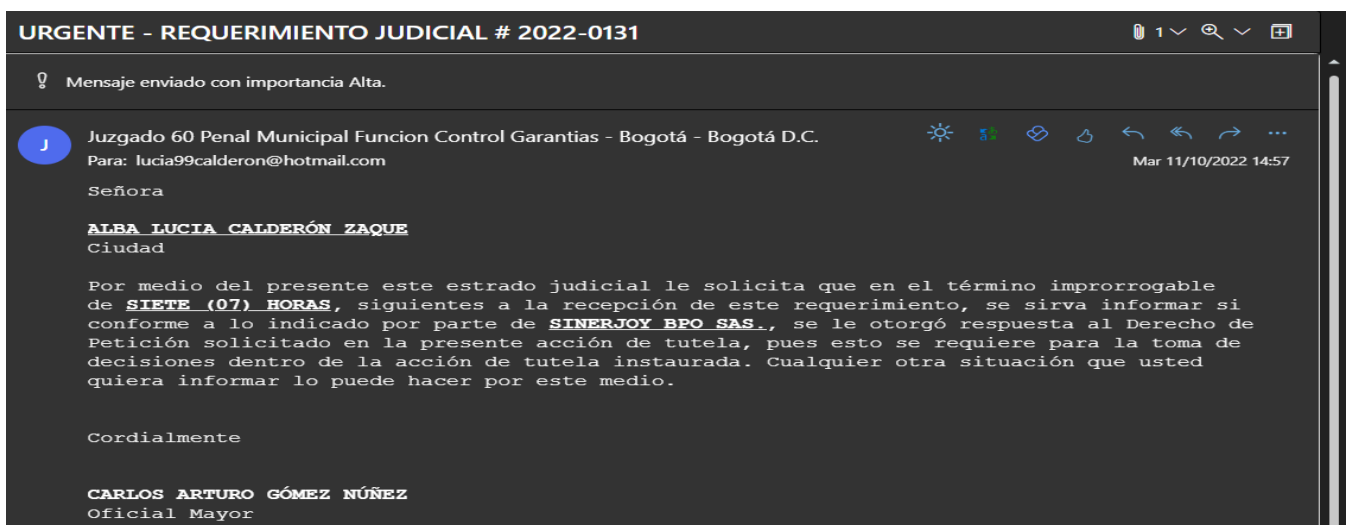 URGENTE - REQUERIMIENTO JUDICIAL # 2022-0131
1
Mensaje enviado con importancia Alta.
J
Juzgado 60 Penal Municipal Funcion Control Garantias - Bogotá - Bogotá D.C.
Para: lucia99calderon@hotmail.com
Mar 11/10/2022 14:57
Señora
ALBA LUCIA CALDERÓN ZAQUE
Ciudad
Por medio del presente este estrado judicial le solicita que en el término improrrogable
de SIETE (07) HORAS, siguientes a la recepción de este requerimiento, se sirva informar si
conforme a lo indicado por parte de SINERJOY BPO SAS., se le otorgó respuesta al Derecho de
Petición solicitado en la presente acción de tutela, pues esto se requiere para la toma de
decisiones dentro de la acción de tutela instaurada. Cualquier otra situación que usted
quiera informar lo puede hacer por este medio.
Cordialmente
CARLOS ARTURO GÓMEZ NÚÑEZ
Oficial Mayor